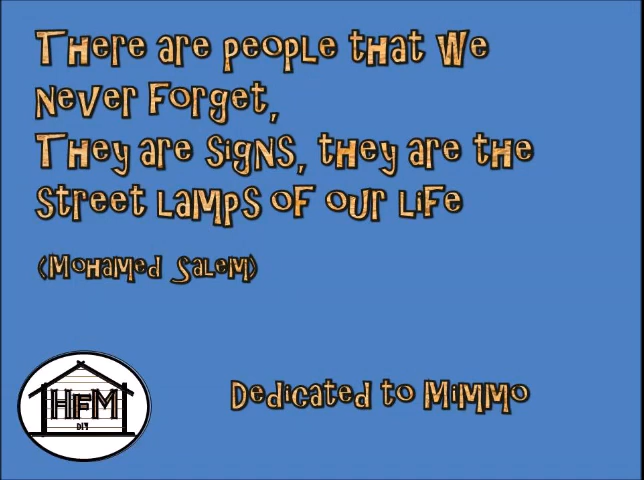 There are people that we
never forget,
They are signs, they are the
street lamps of our life
(Mohamed Salem)
HFM
DIY
Dedicated to Mimmo